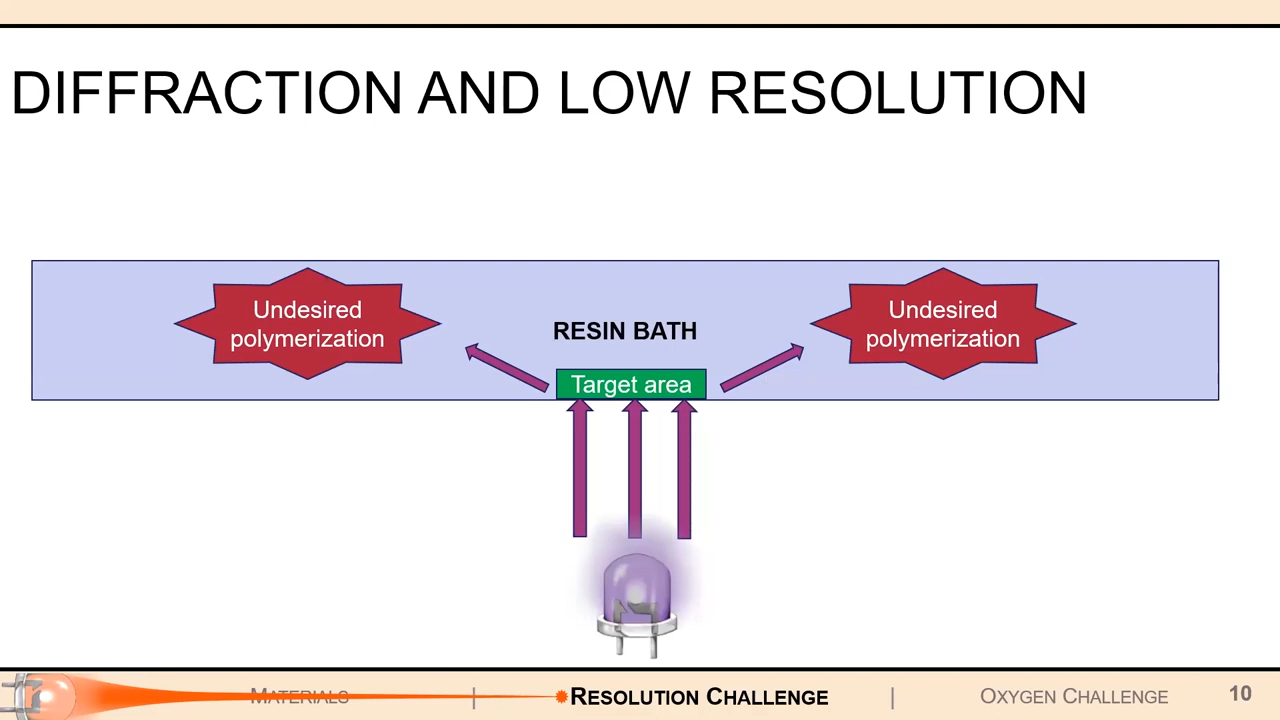 DIFFRACTION AND LOW RESOLUTION
Undesired
polymerization
RESIN BATH
Target area
Undesired
polymerization
MATERIALS | RESOLUTION CHALLENGE | OXYGEN CHALLENGE 10